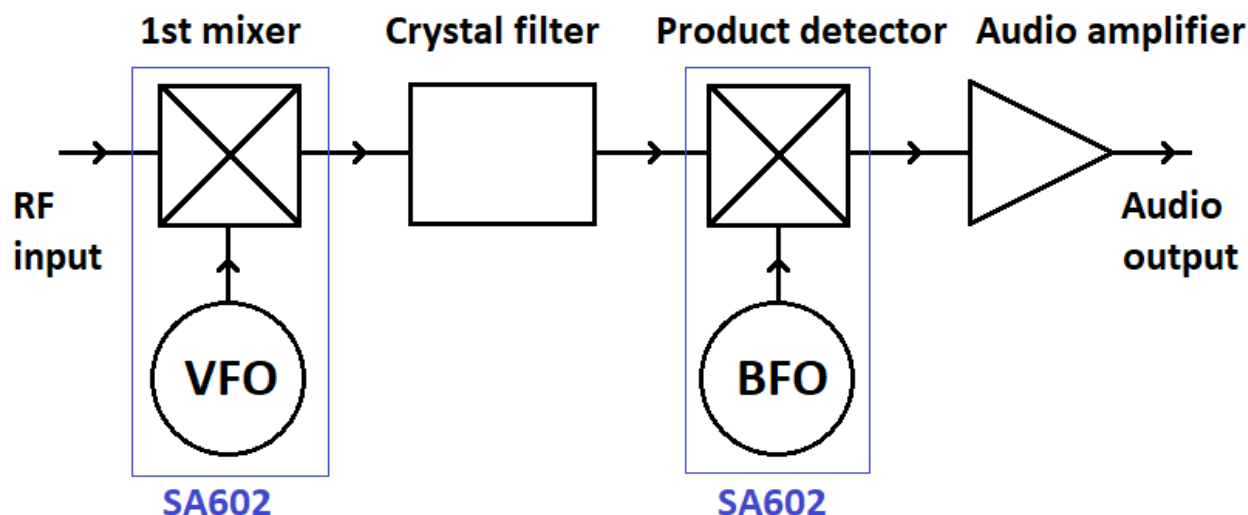 1st mixer
Crystal filter
Product detector
Audio amplifier
RF
input
Audio
output
VFO
BFO
SA602
SA602